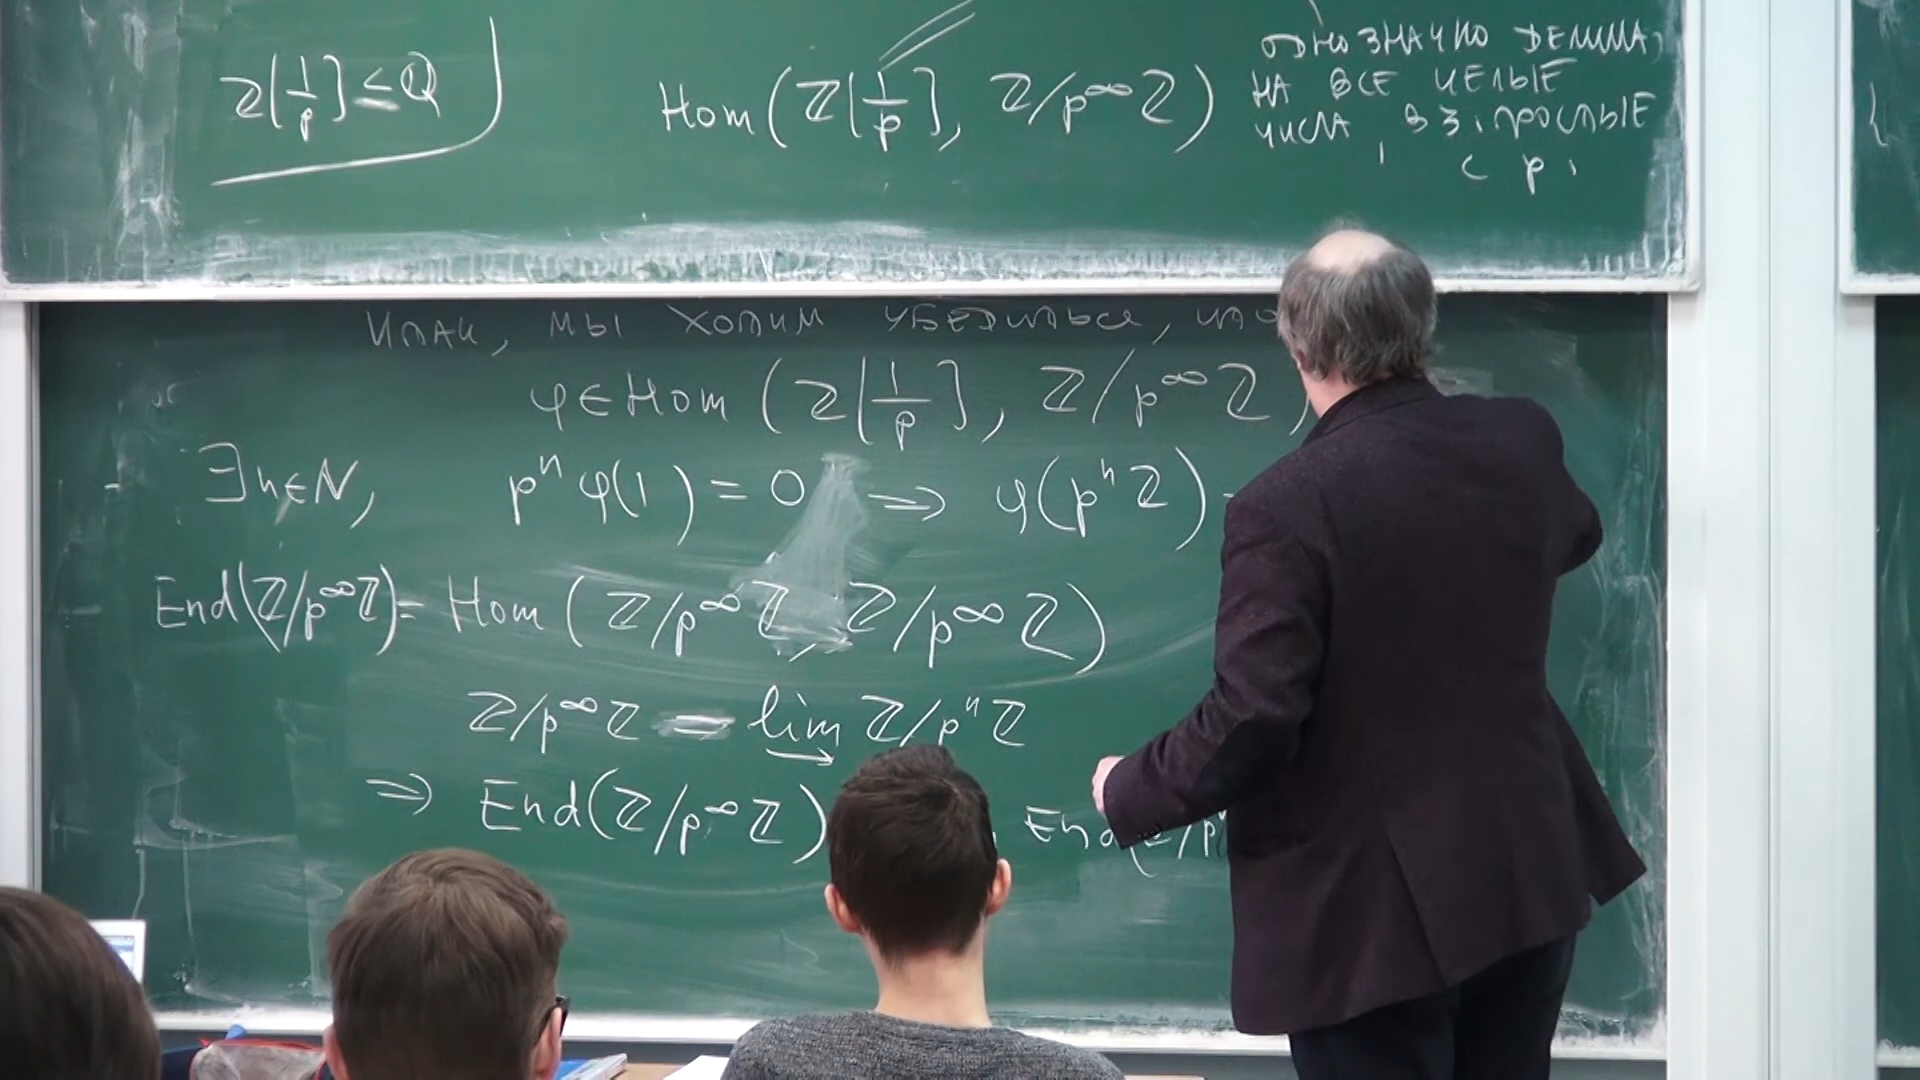 Z[1/p] ≤ Q
Hom(Z[1/p], Z/p^∞Z)
ОДНОЗНАЧНО ДЕЛИМА
НА ВСЕ ЦЕЛЫЕ
ЧИСЛА, ВЗ. ПРОСТЫЕ
С p,
{
ИТАК, МЫ ХОТИМ УБЕДИТЬСЯ, ЧТО
φ∈Hom(Z[1/p], Z/p^∞Z)
∃n∈N, p^n φ(1) = 0 ⇒ φ(p^n Z)
End(Z/p^∞Z) = Hom(Z/p^∞Z, Z/p^∞Z)
Z/p^∞Z = lim→ Z/p^nZ
⇒ End(Z/p^∞Z) End(Z/p^n